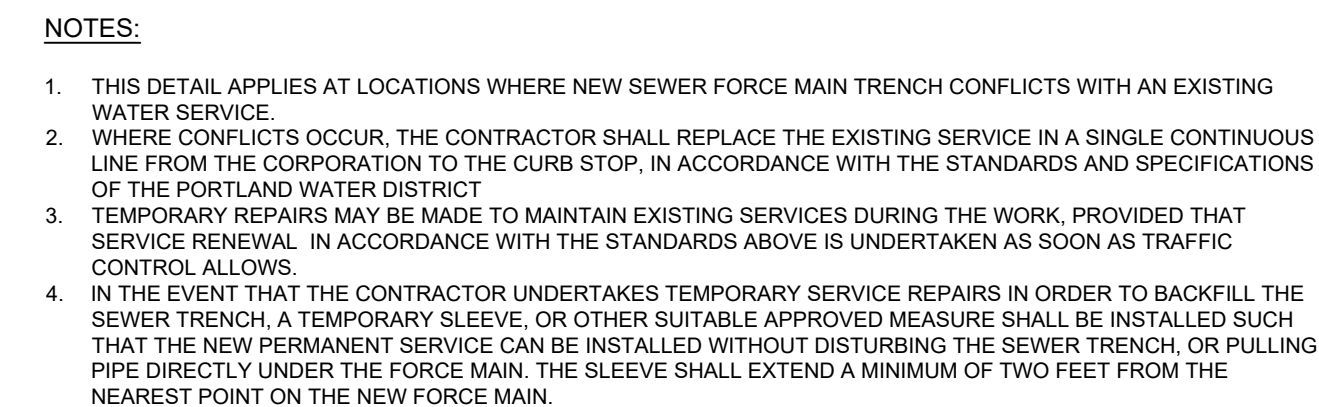 NOTES:
1. THIS DETAIL APPLIES AT LOCATIONS WHERE NEW SEWER FORCE MAIN TRENCH CONFLICTS WITH AN EXISTING
WATER SERVICE.
2. WHERE CONFLICTS OCCUR, THE CONTRACTOR SHALL REPLACE THE EXISTING SERVICE IN A SINGLE CONTINUOUS
LINE FROM THE CORPORATION TO THE CURB STOP, IN ACCORDANCE WITH THE STANDARDS AND SPECIFICATIONS
OF THE PORTLAND WATER DISTRICT
3. TEMPORARY REPAIRS MAY BE MADE TO MAINTAIN EXISTING SERVICES DURING THE WORK, PROVIDED THAT
SERVICE RENEWAL IN ACCORDANCE WITH THE STANDARDS ABOVE IS UNDERTAKEN AS SOON AS TRAFFIC
CONTROL ALLOWS.
4. IN THE EVENT THAT THE CONTRACTOR UNDERTAKES TEMPORARY SERVICE REPAIRS IN ORDER TO BACKFILL THE
SEWER TRENCH, A TEMPORARY SLEEVE, OR OTHER SUITABLE APPROVED MEASURE SHALL BE INSTALLED SUCH
THAT THE NEW PERMANENT SERVICE CAN BE INSTALLED WITHOUT DISTURBING THE SEWER TRENCH, OR PULLING
PIPE DIRECTLY UNDER THE FORCE MAIN. THE SLEEVE SHALL EXTEND A MINIMUM OF TWO FEET FROM THE
NEAREST POINT ON THE NEW FORCE MAIN.